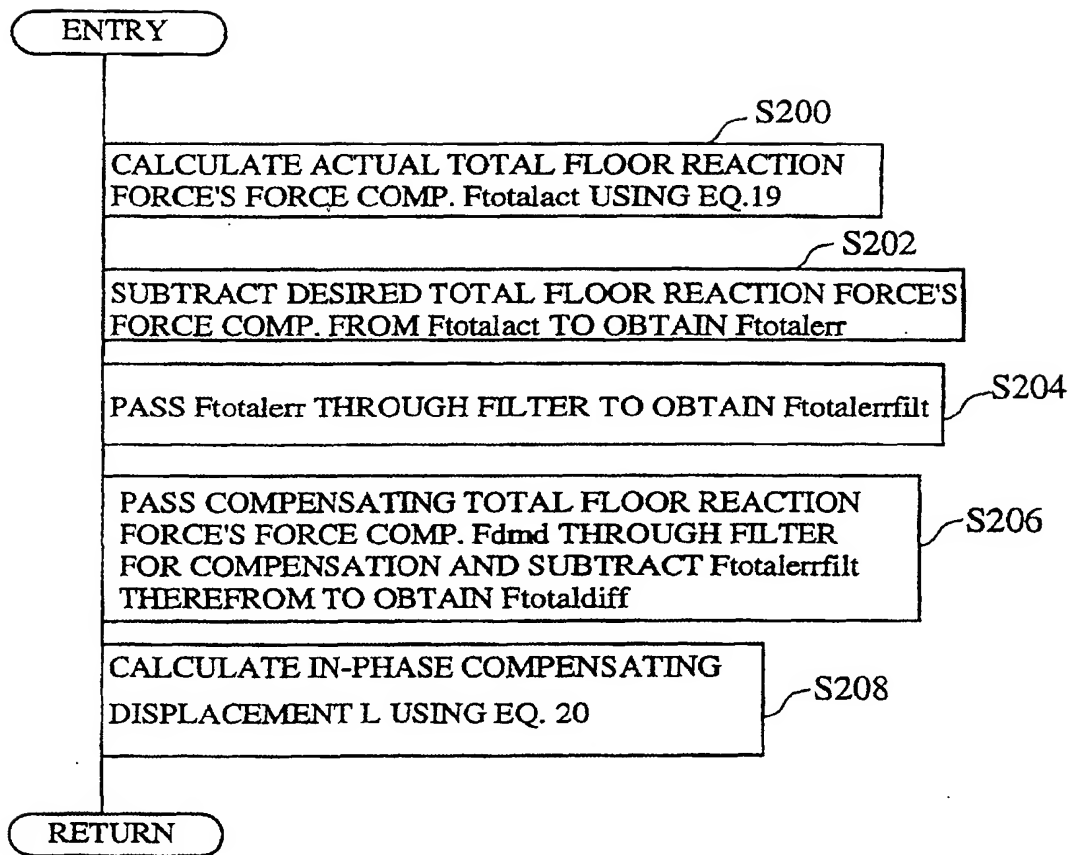 ENTRY
S200
CALCULATE ACTUAL TOTAL FLOOR REACTION
FORCE'S FORCE COMP. Ftotalact USING EQ.19
S202
SUBTRACT DESIRED TOTAL FLOOR REACTION FORCE'S
FORCE COMP. FROM Ftotalact TO OBTAIN Ftotalerr
S204
PASS Ftotalerr THROUGH FILTER TO OBTAIN Ftotalerrfilt
S206
PASS COMPENSATING TOTAL FLOOR REACTION
FORCE'S FORCE COMP. Fdmd THROUGH FILTER
FOR COMPENSATION AND SUBTRACT Ftotalerrfilt
THEREFROM TO OBTAIN Ftotaldiff
S208
CALCULATE IN-PHASE COMPENSATING
DISPLACEMENT L USING EQ. 20
RETURN